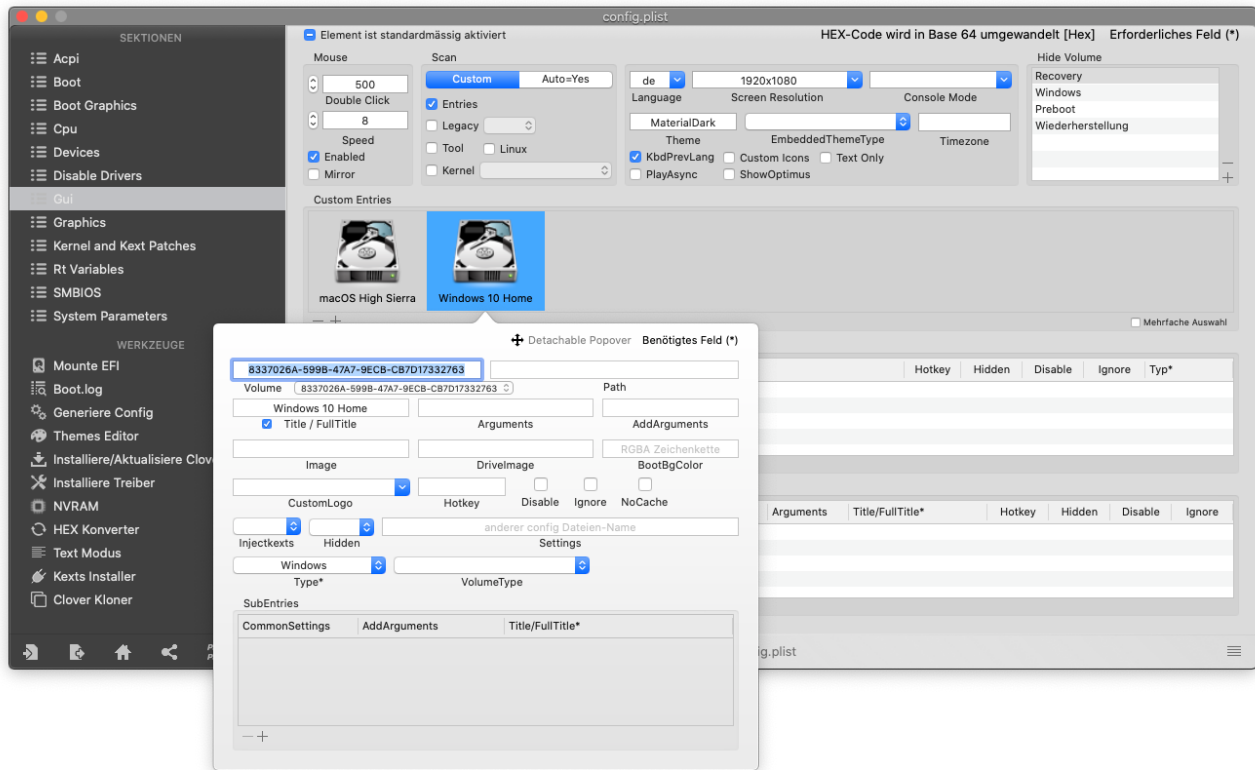 config.plist
SEKTIONEN
Acpi
Boot
Boot Graphics
Cpu
Devices
Disable Drivers
Gui
Graphics
Kernel and Kext Patches
Rt Variables
SMBIOS
System Parameters
WERKZEUGE
Mounte EFI
Boot.log
Generiere Config
Themes Editor
Installiere/Aktualisiere Clov
Installiere Treiber
NVRAM
HEX Konverter
Text Modus
Kexts Installer
Clover Kloner
Element ist standardmässig aktiviert
HEX-Code wird in Base 64 umgewandelt [Hex] Erforderliches Feld (*)
Mouse
500
Double Click
8
Speed
Enabled
Mirror
Scan
Custom Auto=Yes
Entries
Legacy
Tool Linux
Kernel
de 1920x1080
Language Screen Resolution Console Mode
MaterialDark
Theme EmbeddedThemeType Timezone
KbdPrevLang Custom Icons Text Only
PlayAsync ShowOptimus
Hide Volume
Recovery
Windows
Preboot
Wiederherstellung
Custom Entries
macOS High Sierra Windows 10 Home
Mehrfache Auswahl
Hotkey Hidden Disable Ignore Typ*
Arguments Title/FullTitle* Hotkey Hidden Disable Ignore
ig.plist
Detachable Popover Benötigtes Feld (*)
8337026A-599B-47A7-9ECB-CB7D17332763
Volume 8337026A-599B-47A7-9ECB-CB7D17332763 Path
Windows 10 Home
Title / FullTitle Arguments AddArguments
RGBA Zeichenkette
Image DriveImage BootBgColor
CustomLogo Hotkey Disable Ignore NoCache
anderer config Dateien-Name
Injectkexts Hidden Settings
Windows
Type* VolumeType
SubEntries
CommonSettings AddArguments Title/FullTitle*